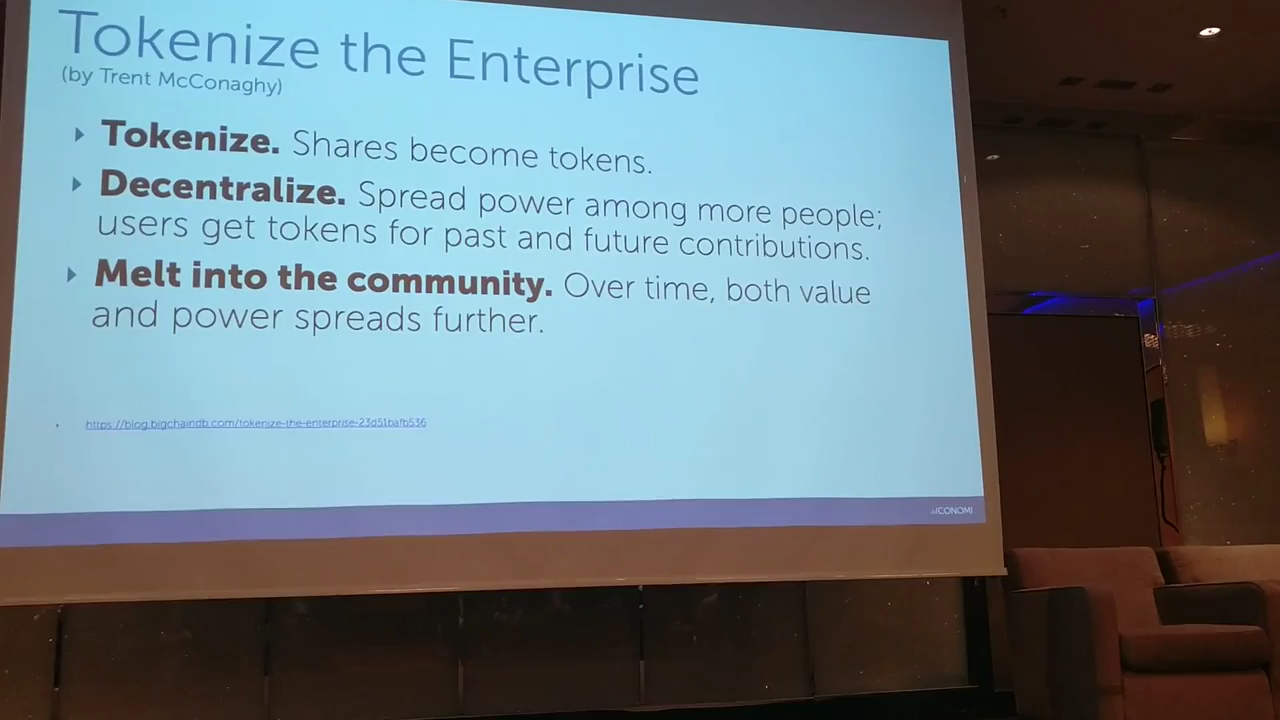 Tokenize the Enterprise
(by Trent McConaghy)
Tokenize. Shares become tokens.
Decentralize. Spread power among more people;
users get tokens for past and future contributions.
Melt into the community. Over time, both value
and power spreads further.
https://blog.bigchaindb.com/tokenize-the-enterprise-23d51bafb536
ICONOMI